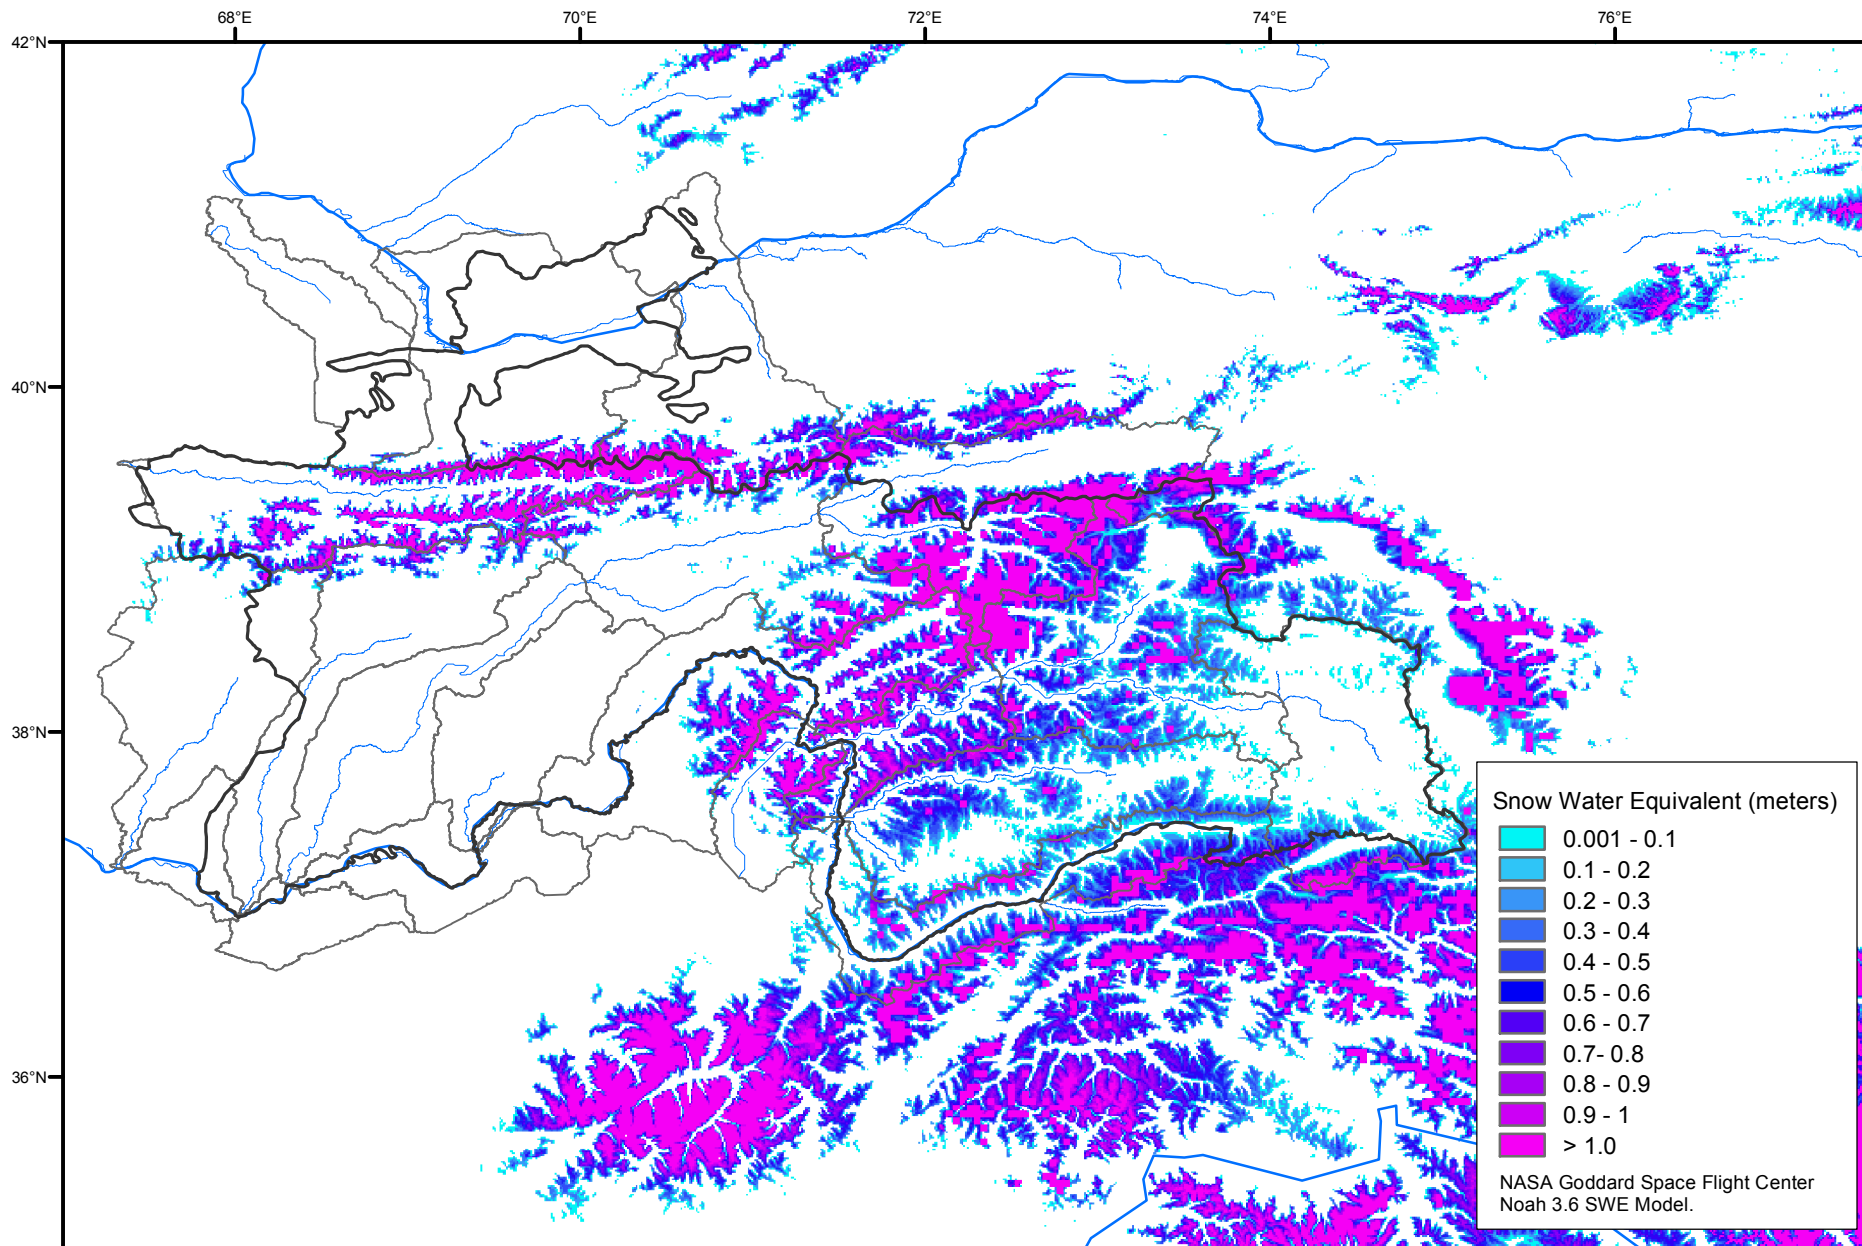 68°E
70°E
72°E
74°E
76°E
42°N
40°N
38°N
36°N
Snow Water Equivalent (meters)
0.001 - 0.1
0.1 - 0.2
0.2 - 0.3
0.3 - 0.4
0.4 - 0.5
0.5 - 0.6
0.6 - 0.7
0.7- 0.8
0.8 - 0.9
0.9 - 1
> 1.0
NASA Goddard Space Flight Center
Noah 3.6 SWE Model.